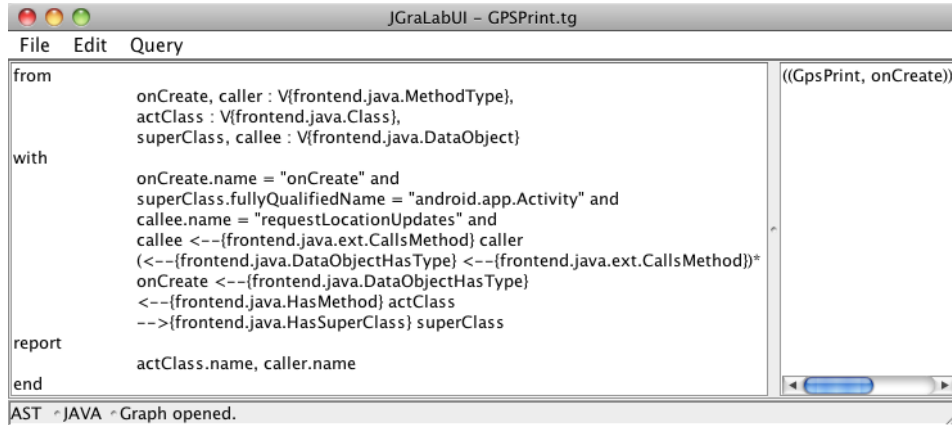 JGraLabUI – GPSPrint.tg
File Edit Query
from
onCreate, caller : V{frontend.java.MethodType},
actClass : V{frontend.java.Class},
superClass, callee : V{frontend.java.DataObject}
with
onCreate.name = "onCreate" and
superClass.fullyQualifiedName = "android.app.Activity" and
callee.name = "requestLocationUpdates" and
callee <--{frontend.java.ext.CallsMethod} caller
(<--{frontend.java.DataObjectHasType} <--{frontend.java.ext.CallsMethod})*
onCreate <--{frontend.java.DataObjectHasType}
<--{frontend.java.HasMethod} actClass
-->{frontend.java.HasSuperClass} superClass
report
actClass.name, caller.name
end
((GpsPrint, onCreate))
AST JAVA Graph opened.